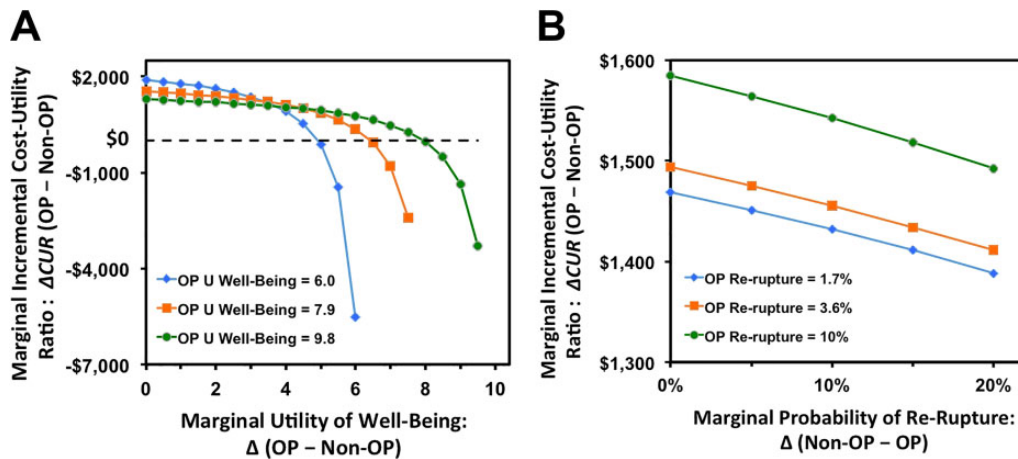 A
Marginal Incremental Cost-Utility
Ratio : ΔCUR (OP – Non-OP)
$2,000
$0
-$1,000
-$4,000
-$7,000
OP U Well-Being = 6.0
OP U Well-Being = 7.9
OP U Well-Being = 9.8
0 2 4 6 8 10
Marginal Utility of Well-Being:
Δ (OP – Non-OP)
B
Marginal Incremental Cost-Utility
Ratio : ΔCUR (OP – Non-OP)
$1,600
$1,500
$1,400
$1,300
OP Re-rupture = 1.7%
OP Re-rupture = 3.6%
OP Re-rupture = 10%
0% 10% 20%
Marginal Probability of Re-Rupture:
Δ (Non-OP – OP)